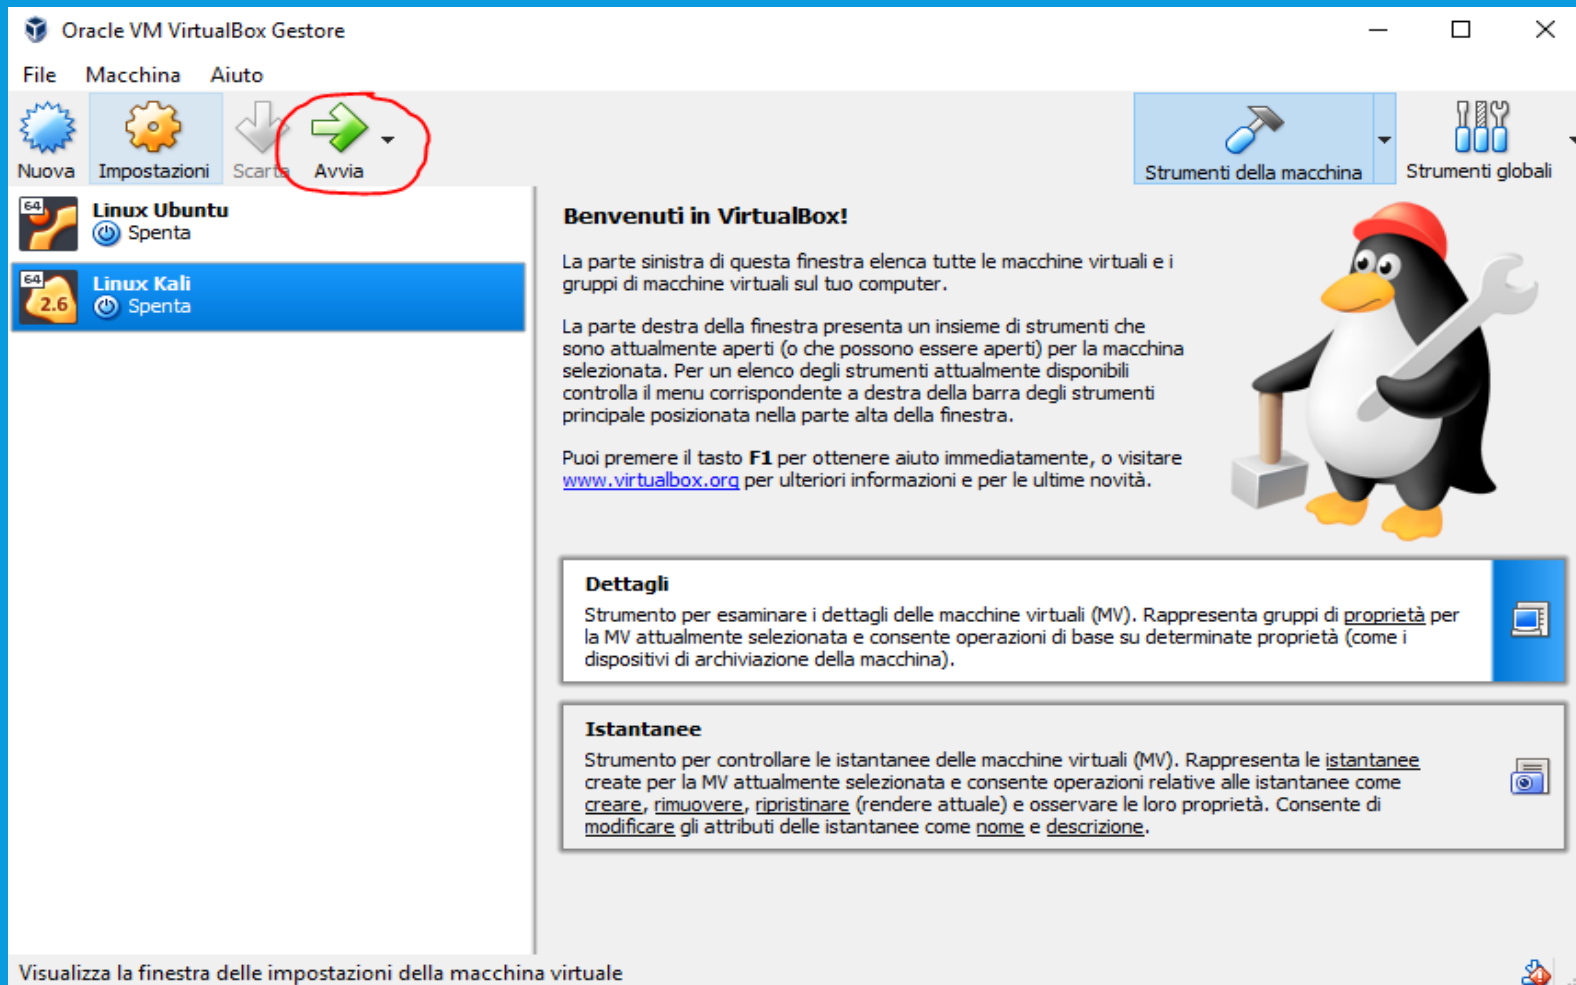 Oracle VM VirtualBox Gestore
File Macchina Aiuto
Nuova Impostazioni Scarta Avvia Strumenti della macchina Strumenti globali
64
Linux Ubuntu
Spenta
64
2.6
Linux Kali
Spenta
Benvenuti in VirtualBox!
La parte sinistra di questa finestra elenca tutte le macchine virtuali e i
gruppi di macchine virtuali sul tuo computer.
La parte destra della finestra presenta un insieme di strumenti che
sono attualmente aperti (o che possono essere aperti) per la macchina
selezionata. Per un elenco degli strumenti attualmente disponibili
controlla il menu corrispondente a destra della barra degli strumenti
principale posizionata nella parte alta della finestra.
Puoi premere il tasto F1 per ottenere aiuto immediatamente, o visitare
www.virtualbox.org per ulteriori informazioni e per le ultime novità.
Dettagli
Strumento per esaminare i dettagli delle macchine virtuali (MV). Rappresenta gruppi di proprietà per
la MV attualmente selezionata e consente operazioni di base su determinate proprietà (come i
dispositivi di archiviazione della macchina).
Istantanee
Strumento per controllare le istantanee delle macchine virtuali (MV). Rappresenta le istantanee
create per la MV attualmente selezionata e consente operazioni relative alle istantanee come
creare, rimuovere, ripristinare (rendere attuale) e osservare le loro proprietà. Consente di
modificare gli attributi delle istantanee come nome e descrizione.
Visualizza la finestra delle impostazioni della macchina virtuale